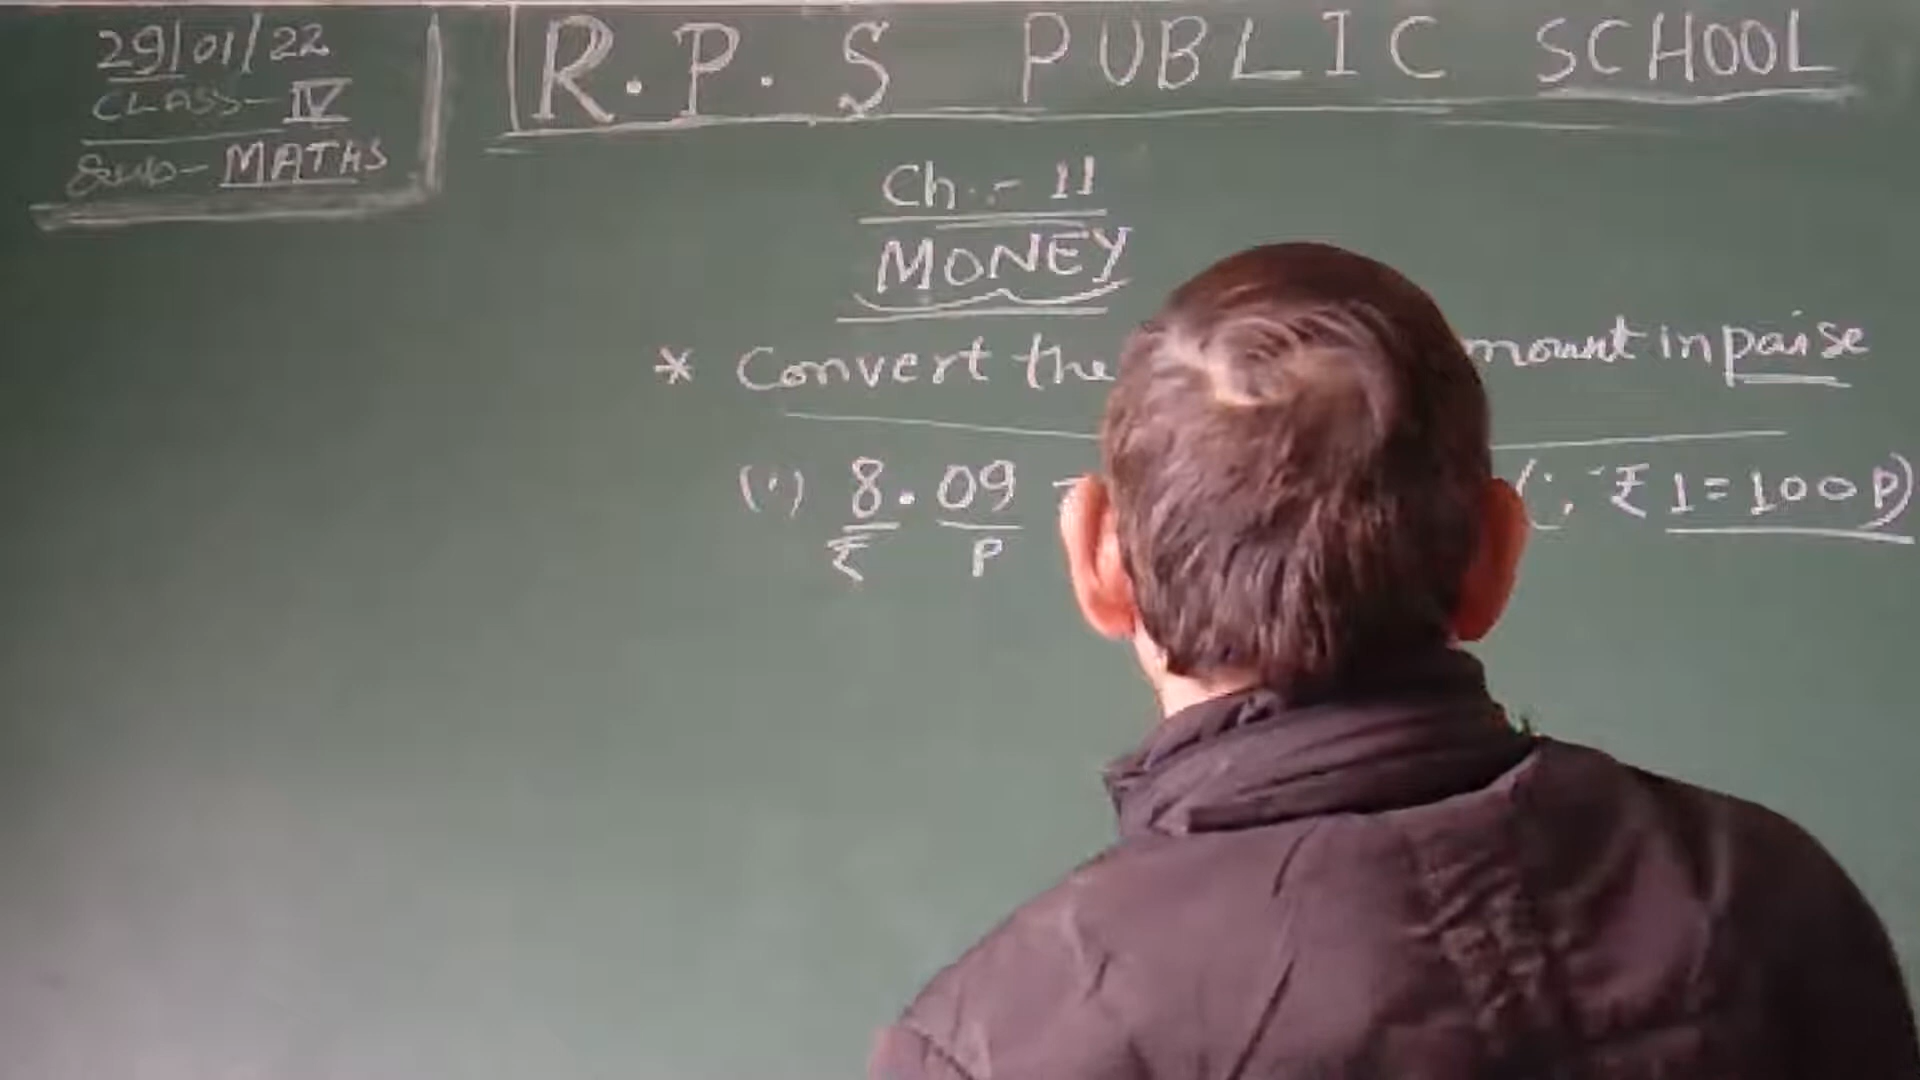 29/01/22
CLASS- IV
Sub- MATHS
R.P.S PUBLIC SCHOOL
Ch.- 11
MONEY
* Convert the mount in paise
(i) 8.09 (∵ ₹ 1 = 100 P)
₹ P